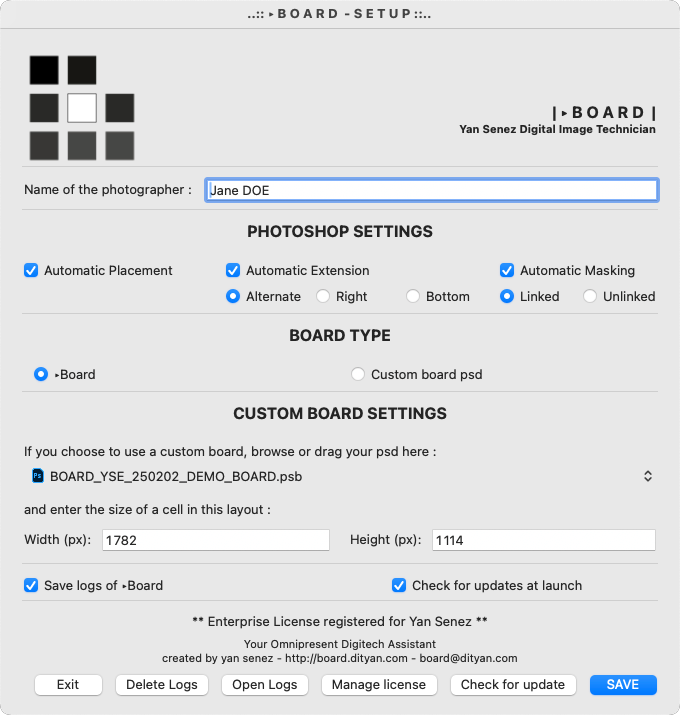 ..:: ▸ B O A R D - S E T U P ::..
| ▸ B O A R D |
Yan Senez Digital Image Technician
Name of the photographer : Jane DOE
PHOTOSHOP SETTINGS
Automatic Placement Automatic Extension Automatic Masking
Alternate Right Bottom Linked Unlinked
BOARD TYPE
▸Board Custom board psd
CUSTOM BOARD SETTINGS
If you choose to use a custom board, browse or drag your psd here :
Ps BOARD_YSE_250202_DEMO_BOARD.psb
and enter the size of a cell in this layout :
Width (px): 1782 Height (px): 1114
Save logs of ▸Board Check for updates at launch
** Enterprise License registered for Yan Senez **
Your Omnipresent Digitech Assistant
created by yan senez - http://board.dityan.com - board@dityan.com
Exit Delete Logs Open Logs Manage license Check for update SAVE